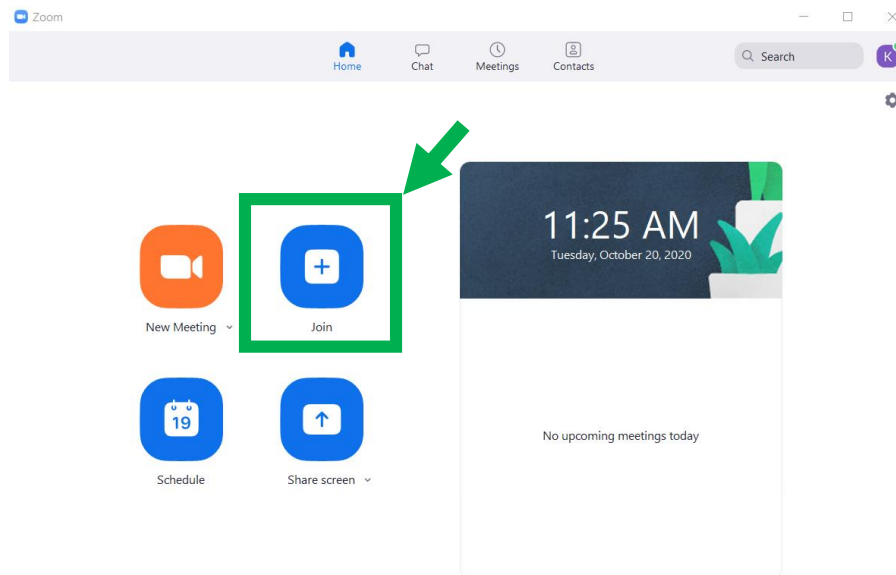 Zoom
Home
Chat
Meetings
Contacts
Search
K
11:25 AM
Tuesday, October 20, 2020
New Meeting
Join
19
Schedule
Share screen
No upcoming meetings today